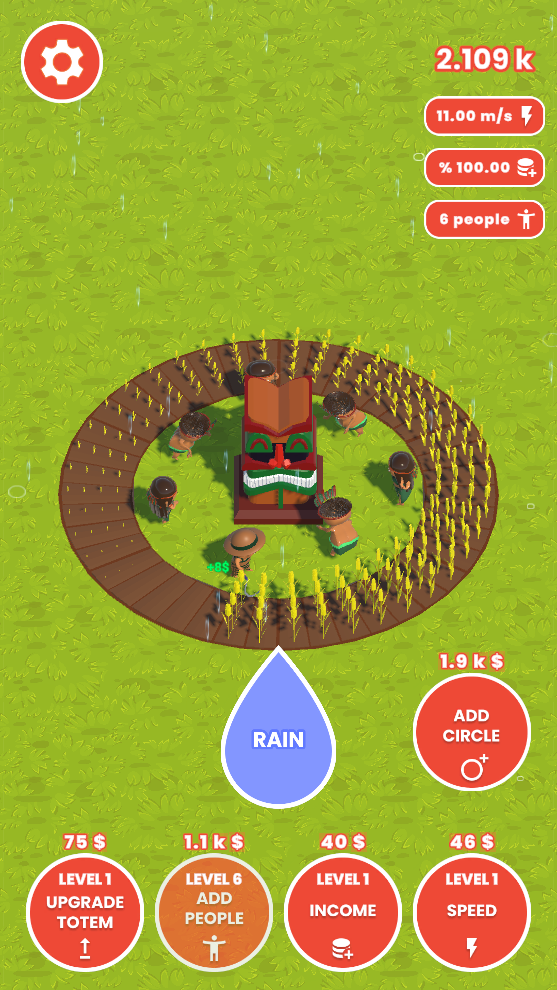 2.109 k
11.00 m/s
% 100.00
6 people
+8$
RAIN
1.9 k $
ADD
CIRCLE
75 $
LEVEL 1
UPGRADE
TOTEM
1.1 k $
LEVEL 6
ADD
PEOPLE
40 $
LEVEL 1
INCOME
46 $
LEVEL 1
SPEED